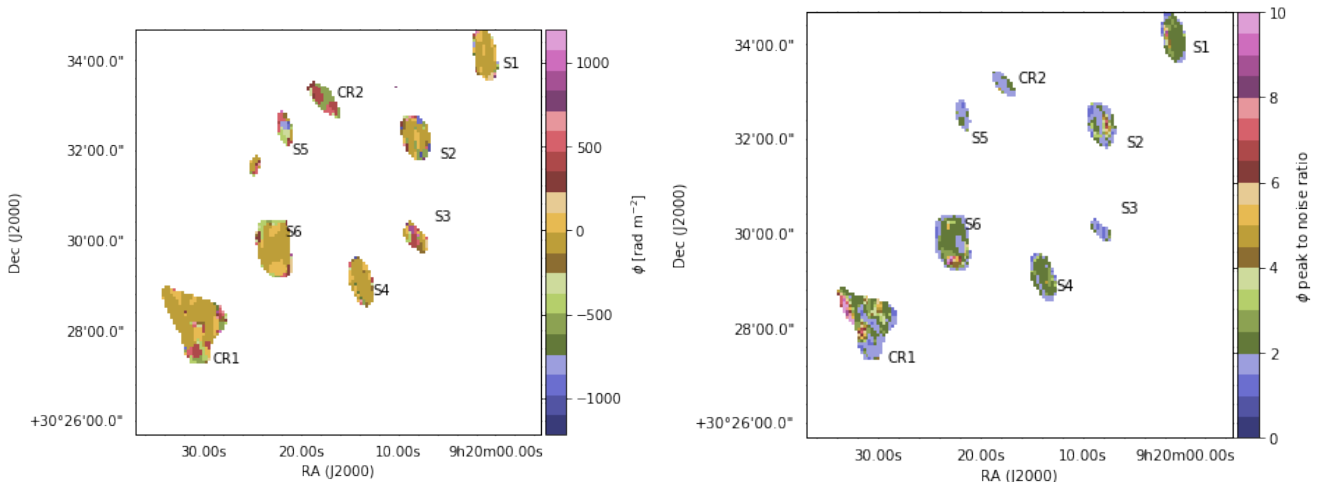 34'00.0"
32'00.0"
30'00.0"
28'00.0"
+30°26'00.0"
Dec (J2000)
30.00s 20.00s 10.00s 9h20m00.00s
RA (J2000)
S1
CR2
S5
S2
S3
S6
S4
CR1
1000
500
0
−500
−1000
ϕ [rad m−2]
34'00.0"
32'00.0"
30'00.0"
28'00.0"
+30°26'00.0"
Dec (J2000)
30.00s 20.00s 10.00s 9h20m00.00s
RA (J2000)
S1
CR2
S5
S2
S3
S6
S4
CR1
10
8
6
4
2
0
ϕ peak to noise ratio